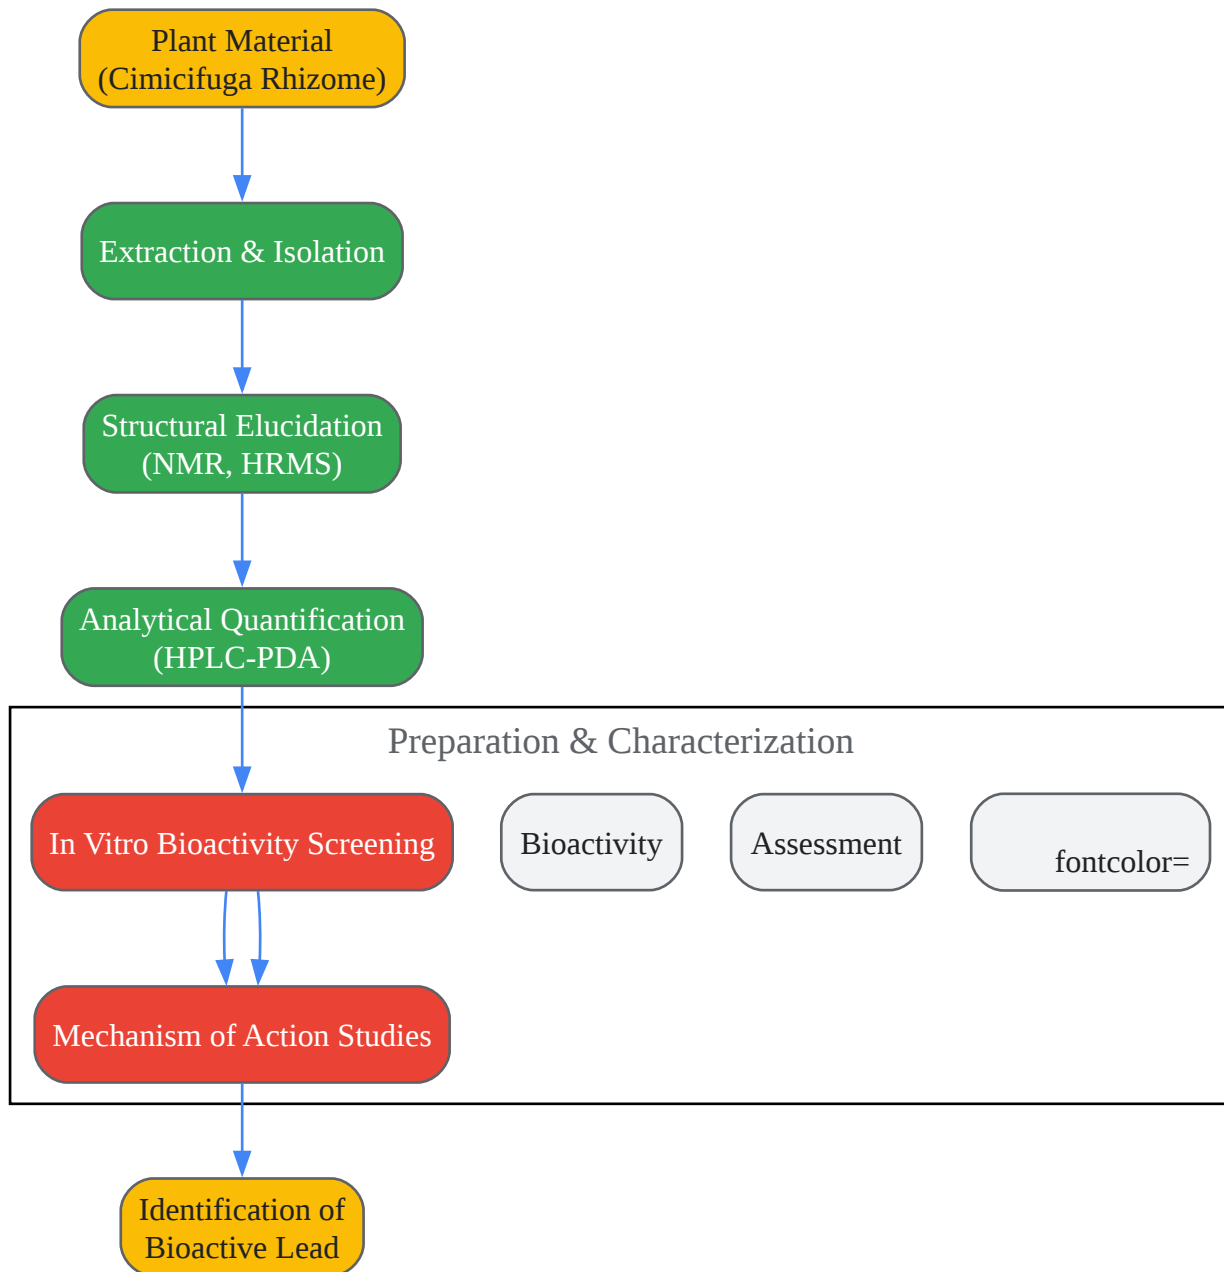 Plant Material
(Cimicifuga Rhizome)
Extraction & Isolation
Structural Elucidation
(NMR, HRMS)
Analytical Quantification
(HPLC-PDA)
Preparation & Characterization
In Vitro Bioactivity Screening
Bioactivity
Assessment
fontcolor=
Mechanism of Action Studies
Identification of
Bioactive Lead